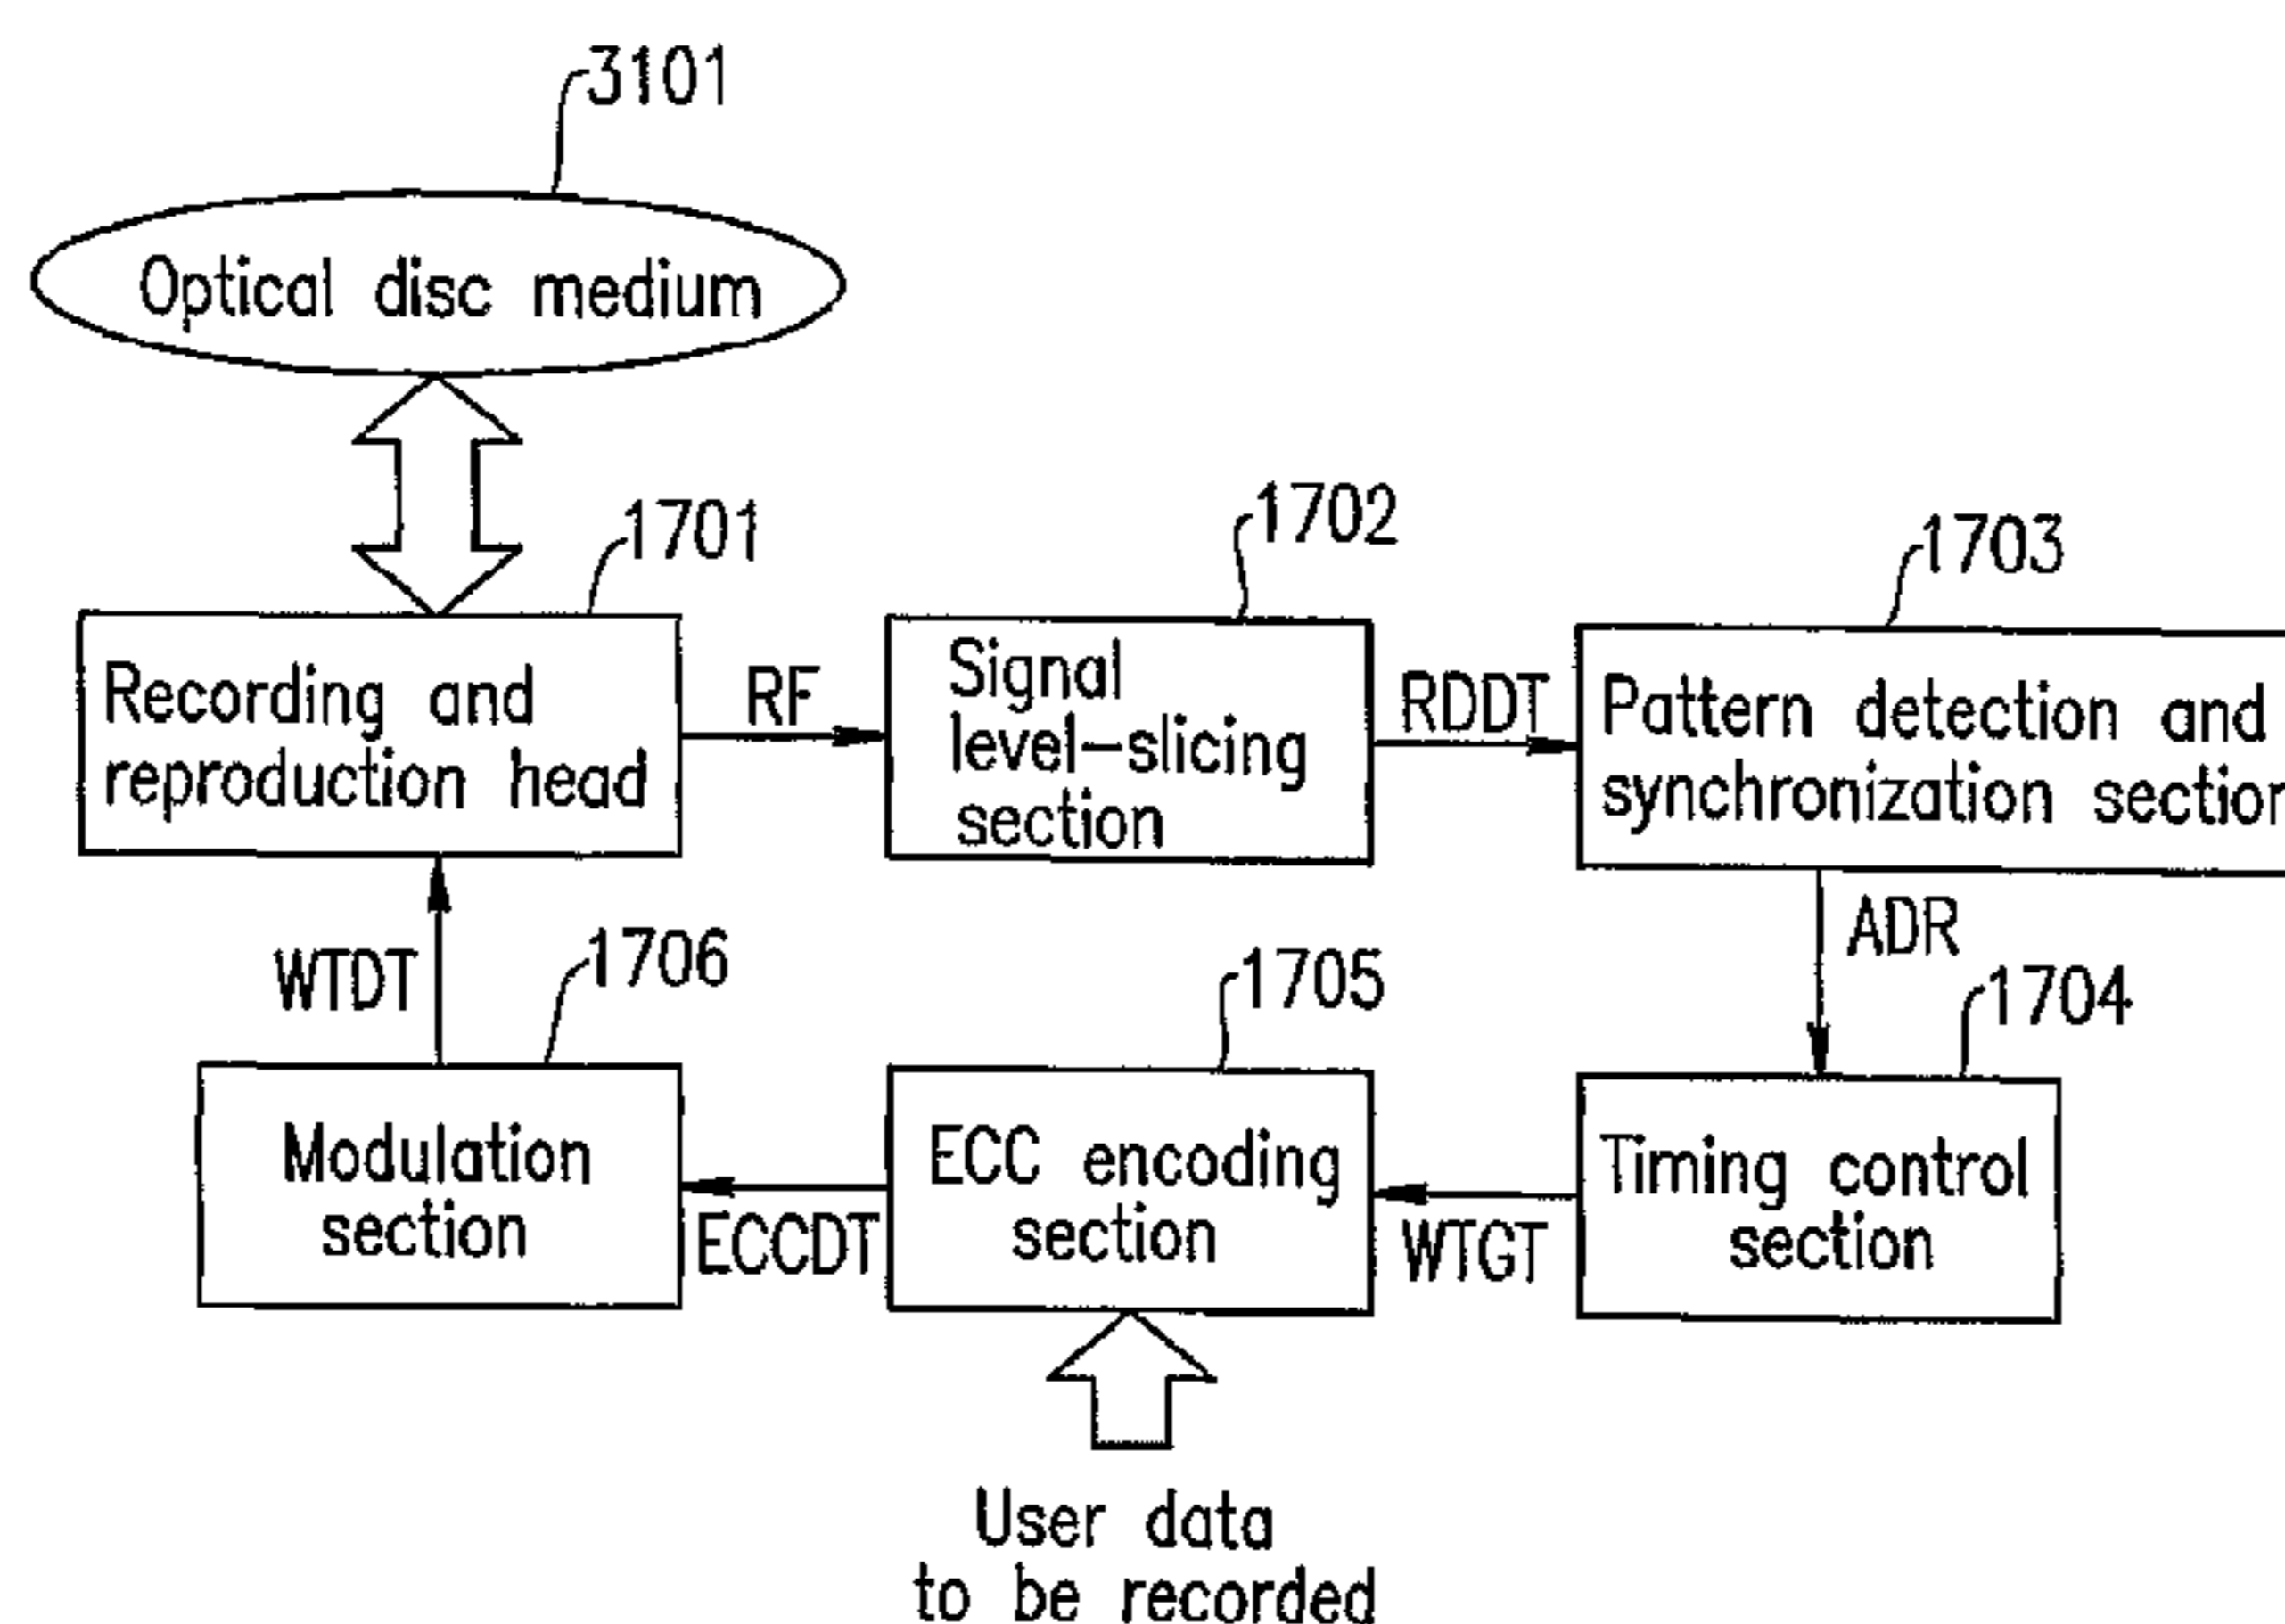 3101
Optical disc medium
1701
1702
1703
Recording and
reproduction head
RF
Signal
level-slicing
section
RDDT
Pattern detection and
synchronization section
ADR
WTDT
1706
1705
1704
Modulation
section
ECCDT
ECC encoding
section
WTGT
Timing control
section
User data
to be recorded